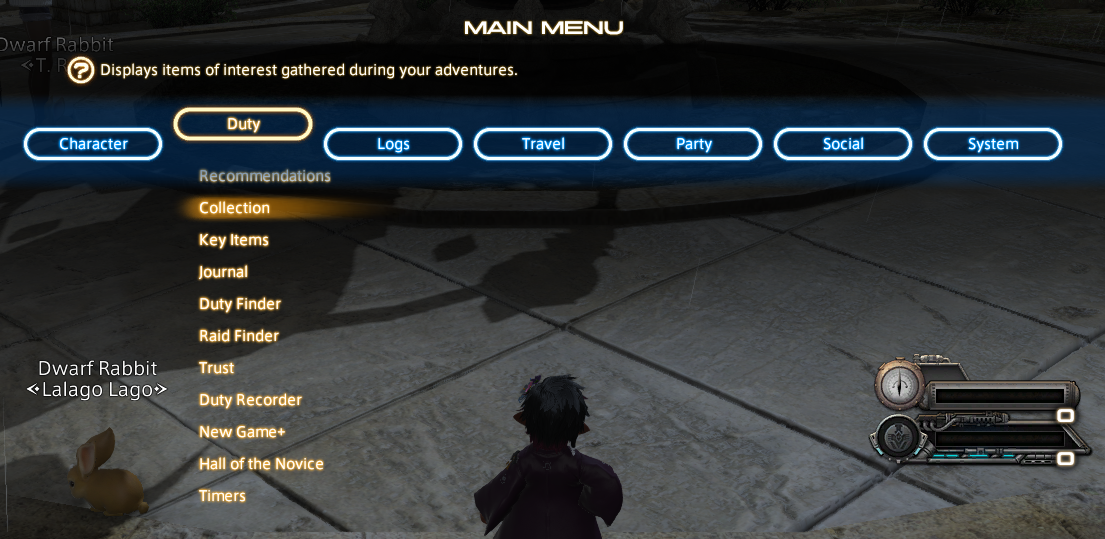 MAIN MENU
Dwarf Rabbit
? Displays items of interest gathered during your adventures.
Duty
Character
Logs
Travel
Party
Social
System
Recommendations
Collection
Key Items
Journal
Duty Finder
Raid Finder
Trust
Dwarf Rabbit
«Lalago Lago»
Duty Recorder
New Game+
Hall of the Novice
Timers
0
0